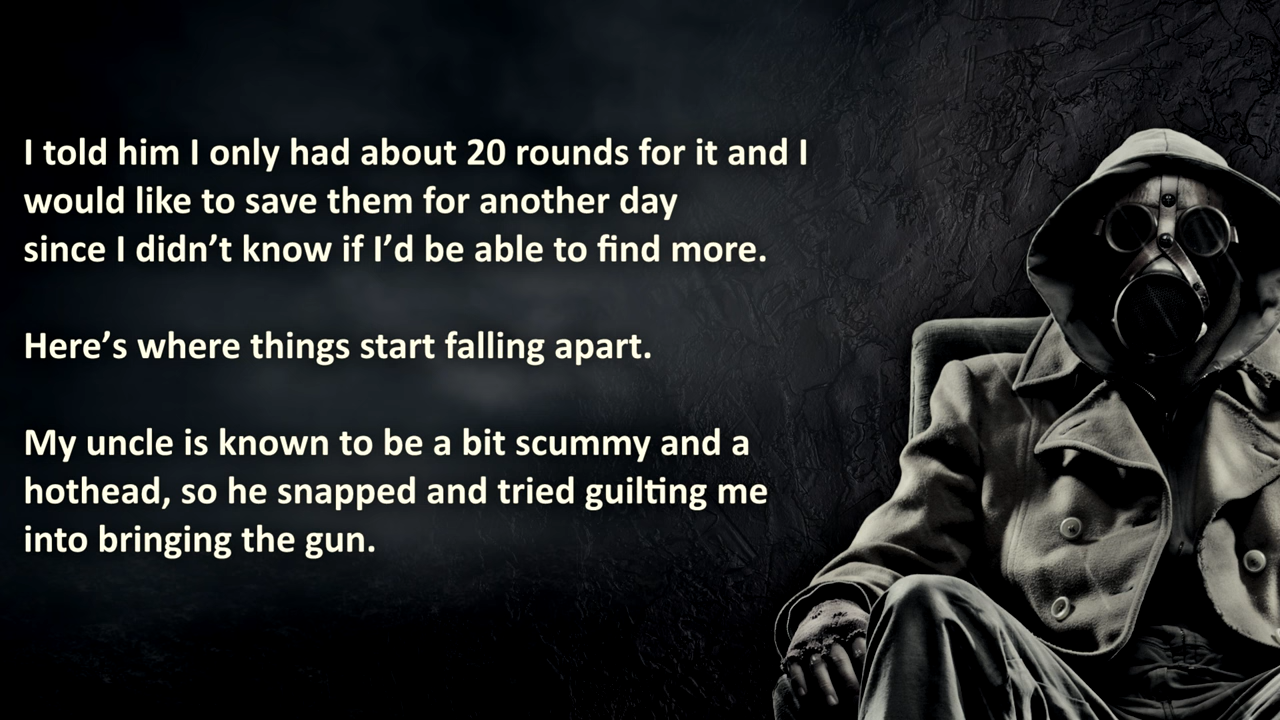 I told him I only had about 20 rounds for it and I
would like to save them for another day
since I didn’t know if I’d be able to find more.
Here’s where things start falling apart.
My uncle is known to be a bit scummy and a
hothead, so he snapped and tried guilting me
into bringing the gun.